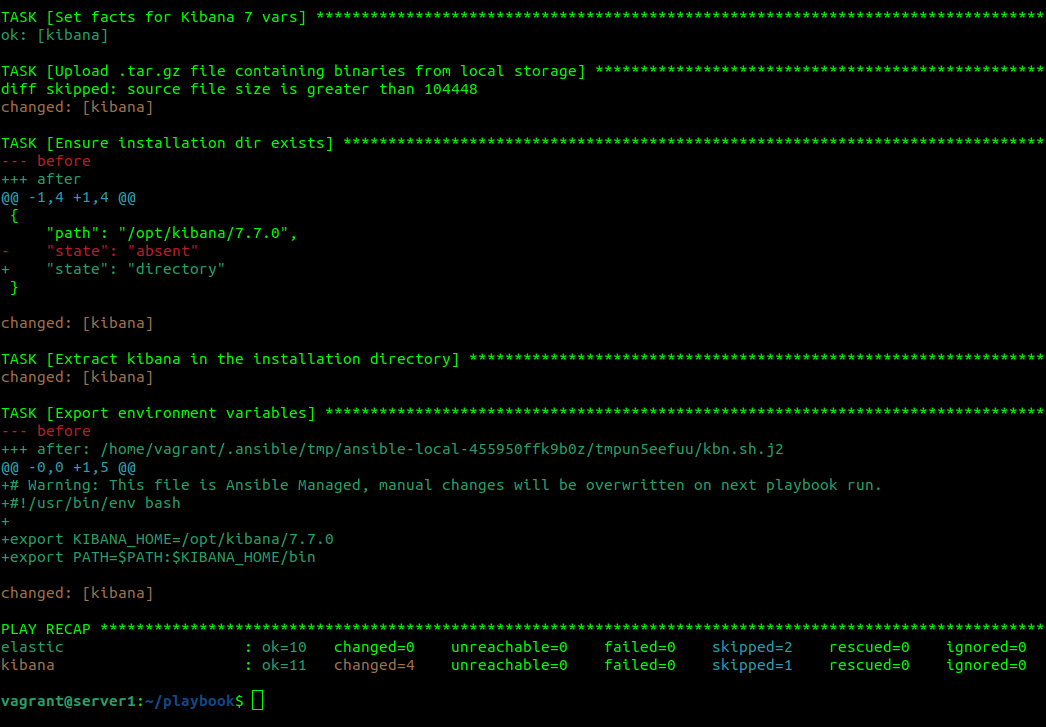 TASK [Set facts for Kibana 7 vars] *********************************************************************************
ok: [kibana]
TASK [Upload .tar.gz file containing binaries from local storage] **************************************************
diff skipped: source file size is greater than 104448
changed: [kibana]
TASK [Ensure installation dir exists] ******************************************************************************
--- before
+++ after
@@ -1,4 +1,4 @@
 {
     "path": "/opt/kibana/7.7.0",
-    "state": "absent"
+    "state": "directory"
 }
changed: [kibana]
TASK [Extract kibana in the installation directory] ****************************************************************
changed: [kibana]
TASK [Export environment variables] ********************************************************************************
--- before
+++ after: /home/vagrant/.ansible/tmp/ansible-local-455950ffk9b0z/tmpun5eefuu/kbn.sh.j2
@@ -0,0 +1,5 @@
+# Warning: This file is Ansible Managed, manual changes will be overwritten on next playbook run.
+#!/usr/bin/env bash
+
+export KIBANA_HOME=/opt/kibana/7.7.0
+export PATH=$PATH:$KIBANA_HOME/bin
changed: [kibana]
PLAY RECAP *********************************************************************************************************
elastic                    : ok=10   changed=0    unreachable=0    failed=0    skipped=2    rescued=0    ignored=0
kibana                     : ok=11   changed=4    unreachable=0    failed=0    skipped=1    rescued=0    ignored=0
vagrant@server1:~/playbook$